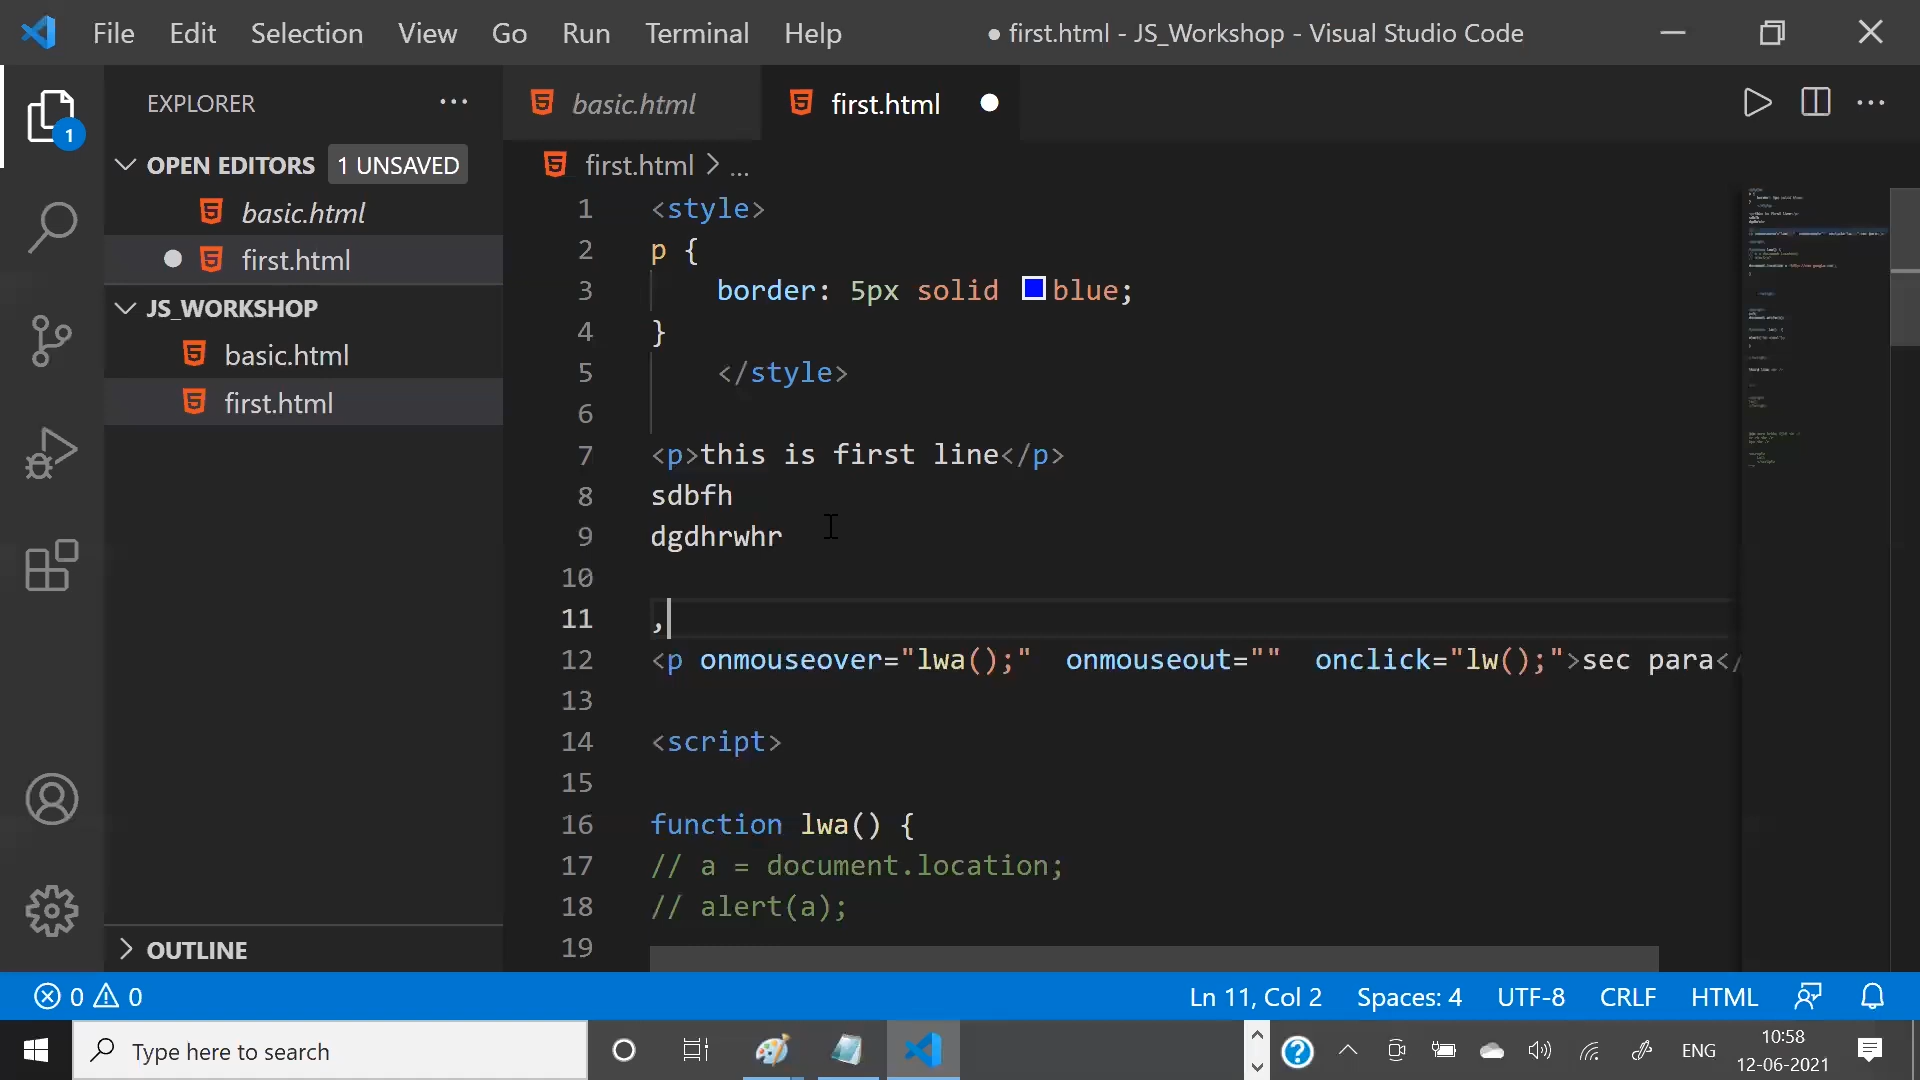 File Edit Selection View Go Run Terminal Help
● first.html - JS_Workshop - Visual Studio Code
EXPLORER
1
OPEN EDITORS 1 UNSAVED
basic.html
first.html
JS_WORKSHOP
basic.html
first.html
OUTLINE
basic.html first.html
first.html > ...
1 <style>
2 p {
3 border: 5px solid blue;
4 }
5 </style>
6
7 <p>this is first line</p>
8 sdbfh
9 dgdhrwhr
10
11 ,
12 <p onmouseover="lwa();" onmouseout="" onclick="lw();">sec para</
13
14 <script>
15
16 function lwa() {
17 // a = document.location;
18 // alert(a);
19
0 0 Ln 11, Col 2 Spaces: 4 UTF-8 CRLF HTML
Type here to search
ENG
10:58
12-06-2021